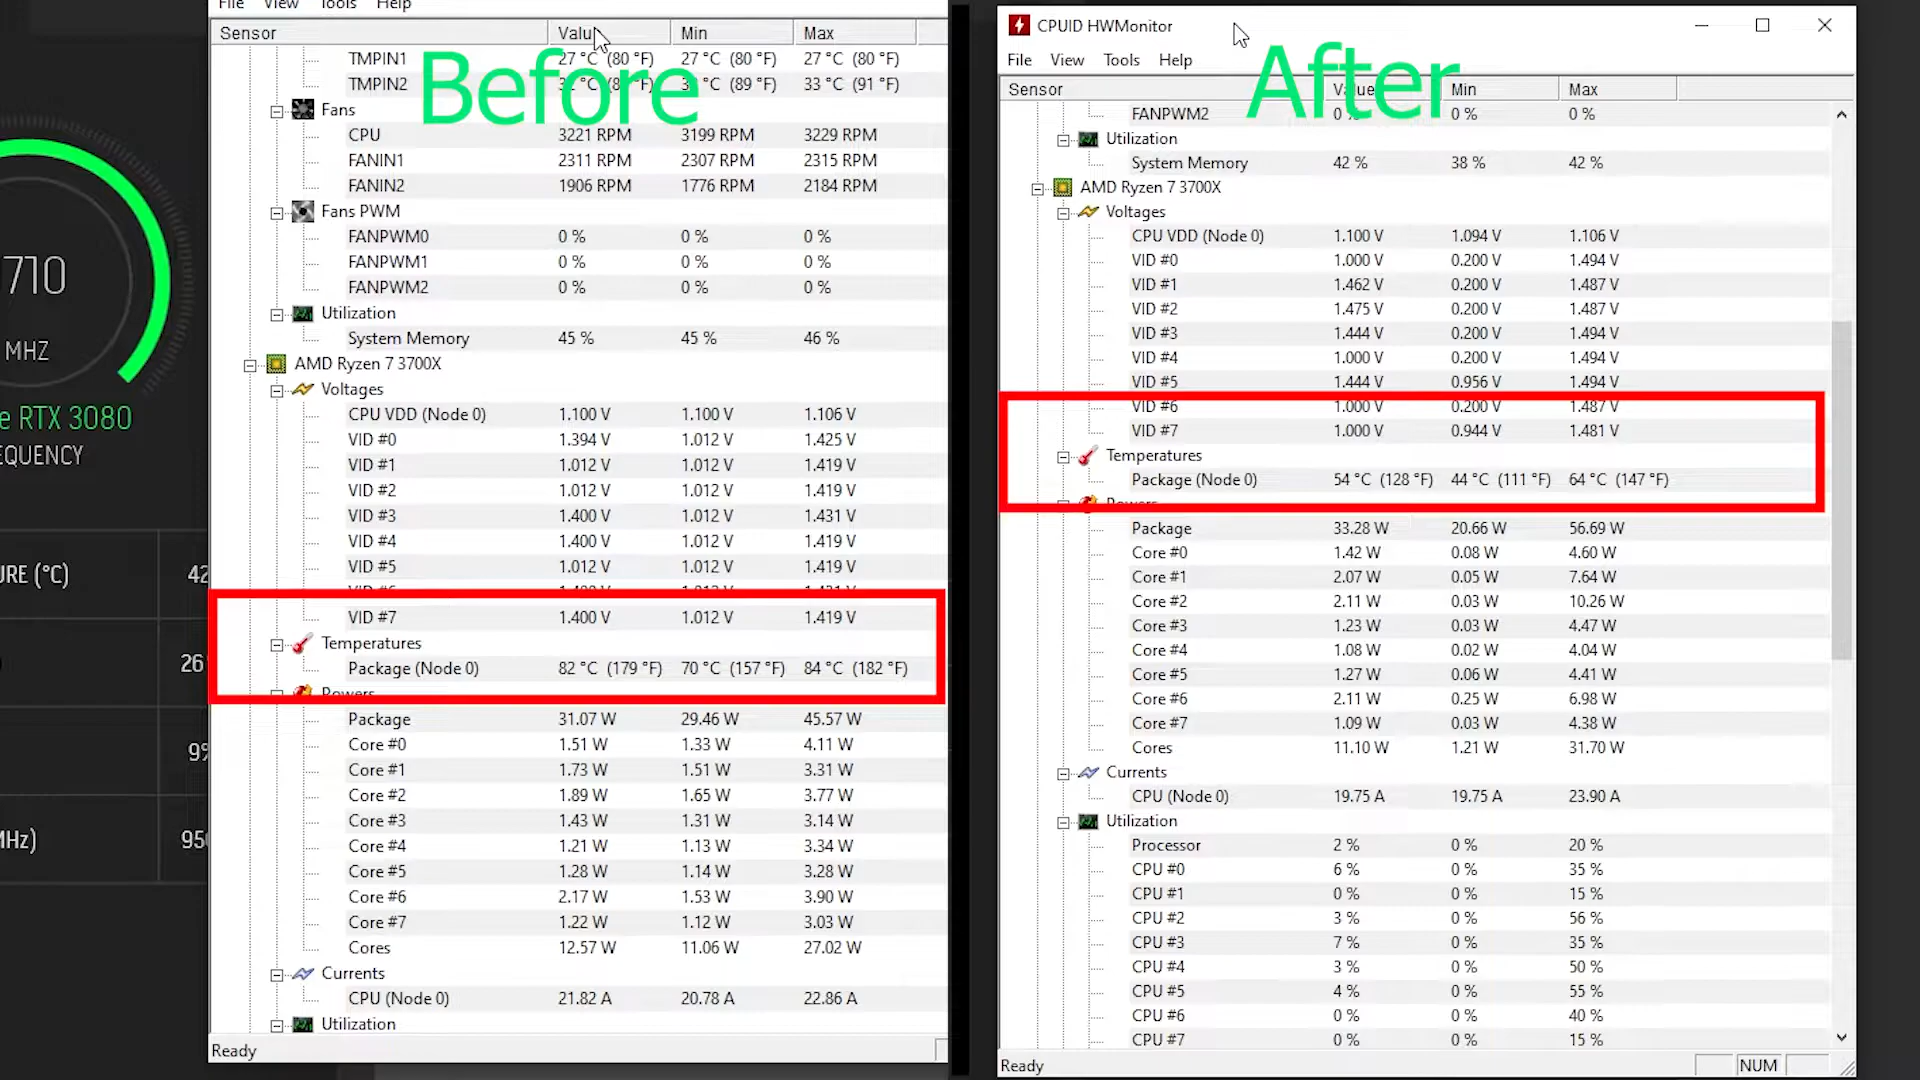 File View Tools Help
Sensor Value Min Max
TMPIN1 27 °C (80 °F) 27 °C (80 °F) 27 °C (80 °F)
TMPIN2 (89 °F) 33 °C (91 °F)
Before
Fans
CPU 3221 RPM 3199 RPM 3229 RPM
FANIN1 2311 RPM 2307 RPM 2315 RPM
FANIN2 1906 RPM 1776 RPM 2184 RPM
Fans PWM
FANPWM0 0 % 0 % 0 %
FANPWM1 0 % 0 % 0 %
FANPWM2 0 % 0 % 0 %
Utilization
System Memory 45 % 45 % 46 %
AMD Ryzen 7 3700X
Voltages
CPU VDD (Node 0) 1.100 V 1.100 V 1.106 V
VID #0 1.394 V 1.012 V 1.425 V
VID #1 1.012 V 1.012 V 1.419 V
VID #2 1.012 V 1.012 V 1.419 V
VID #3 1.400 V 1.012 V 1.431 V
VID #4 1.400 V 1.012 V 1.419 V
VID #5 1.012 V 1.012 V 1.419 V
VID #7 1.400 V 1.012 V 1.419 V
Temperatures
Package (Node 0) 82 °C (179 °F) 70 °C (157 °F) 84 °C (182 °F)
Powers
Package 31.07 W 29.46 W 45.57 W
Core #0 1.51 W 1.33 W 4.11 W
Core #1 1.73 W 1.51 W 3.31 W
Core #2 1.89 W 1.65 W 3.77 W
Core #3 1.43 W 1.31 W 3.14 W
Core #4 1.21 W 1.13 W 3.34 W
Core #5 1.28 W 1.14 W 3.28 W
Core #6 2.17 W 1.53 W 3.90 W
Core #7 1.22 W 1.12 W 3.03 W
Cores 12.57 W 11.06 W 27.02 W
Currents
CPU (Node 0) 21.82 A 20.78 A 22.86 A
Utilization
Ready
710
MHZ
e RTX 3080
EQUENCY
URE (°C) 42
26
9%
MHz) 950
CPUID HWMonitor
File View Tools Help
Sensor Value Min Max
After
FANPWM2 0 % 0 % 0 %
Utilization
System Memory 42 % 38 % 42 %
AMD Ryzen 7 3700X
Voltages
CPU VDD (Node 0) 1.100 V 1.094 V 1.106 V
VID #0 1.000 V 0.200 V 1.494 V
VID #1 1.462 V 0.200 V 1.487 V
VID #2 1.475 V 0.200 V 1.487 V
VID #3 1.444 V 0.200 V 1.494 V
VID #4 1.000 V 0.200 V 1.494 V
VID #5 1.444 V 0.956 V 1.494 V
VID #6 1.000 V 0.200 V 1.487 V
VID #7 1.000 V 0.944 V 1.481 V
Temperatures
Package (Node 0) 54 °C (128 °F) 44 °C (111 °F) 64 °C (147 °F)
Powers
Package 33.28 W 20.66 W 56.69 W
Core #0 1.42 W 0.08 W 4.60 W
Core #1 2.07 W 0.05 W 7.64 W
Core #2 2.11 W 0.03 W 10.26 W
Core #3 1.23 W 0.03 W 4.47 W
Core #4 1.08 W 0.02 W 4.04 W
Core #5 1.27 W 0.06 W 4.41 W
Core #6 2.11 W 0.25 W 6.98 W
Core #7 1.09 W 0.03 W 4.38 W
Cores 11.10 W 1.21 W 31.70 W
Currents
CPU (Node 0) 19.75 A 19.75 A 23.90 A
Utilization
Processor 2 % 0 % 20 %
CPU #0 6 % 0 % 35 %
CPU #1 0 % 0 % 15 %
CPU #2 3 % 0 % 56 %
CPU #3 7 % 0 % 35 %
CPU #4 3 % 0 % 50 %
CPU #5 4 % 0 % 55 %
CPU #6 0 % 0 % 40 %
CPU #7 0 % 0 % 15 %
Ready NUM